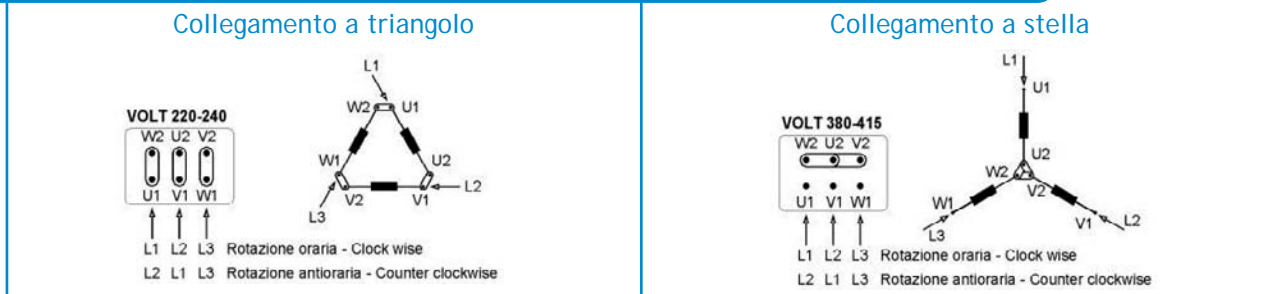 Collegamento a triangolo
L1
W2 U1
VOLT 220-240
W2 U2 V2
W1 U2
U1 V1 W1
V2 V1 L2
L3
L1 L2 L3 Rotazione oraria - Clock wise
L2 L1 L3 Rotazione antioraria - Counter clockwise
Collegamento a stella
L1
U1
VOLT 380-415
W2 U2 V2
U2
W2
V2
U1 V1 W1
W1
V1 L2
L3
L1 L2 L3 Rotazione oraria - Clock wise
L2 L1 L3 Rotazione antioraria - Counter clockwise